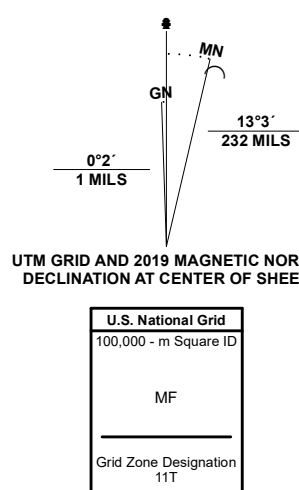 MN
GN
13°3´
232 MILS
0°2´
1 MILS
UTM GRID AND 2019 MAGNETIC NOR
DECLINATION AT CENTER OF SHEE
U.S. National Grid
100,000 - m Square ID
MF
Grid Zone Designation
11T